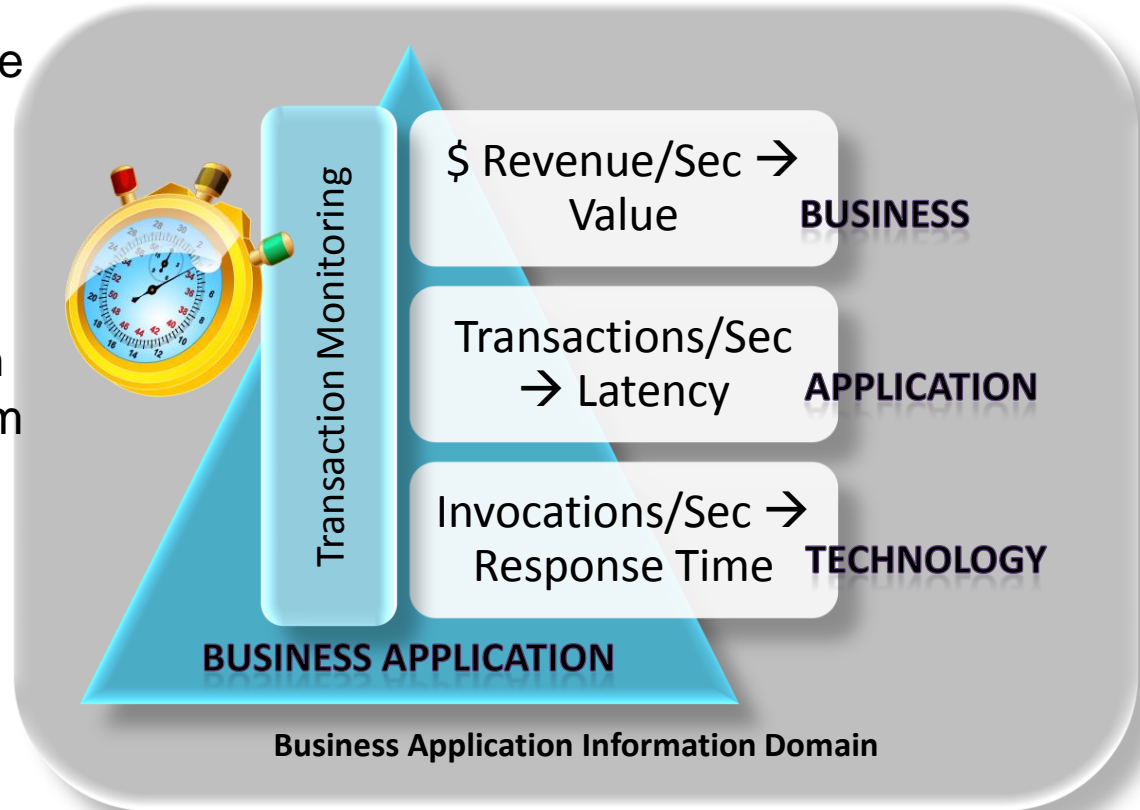 e
m
Transaction Monitoring
$ Revenue/Sec →
Value
BUSINESS
Transactions/Sec
→ Latency
APPLICATION
Invocations/Sec →
Response Time
TECHNOLOGY
BUSINESS APPLICATION
Business Application Information Domain